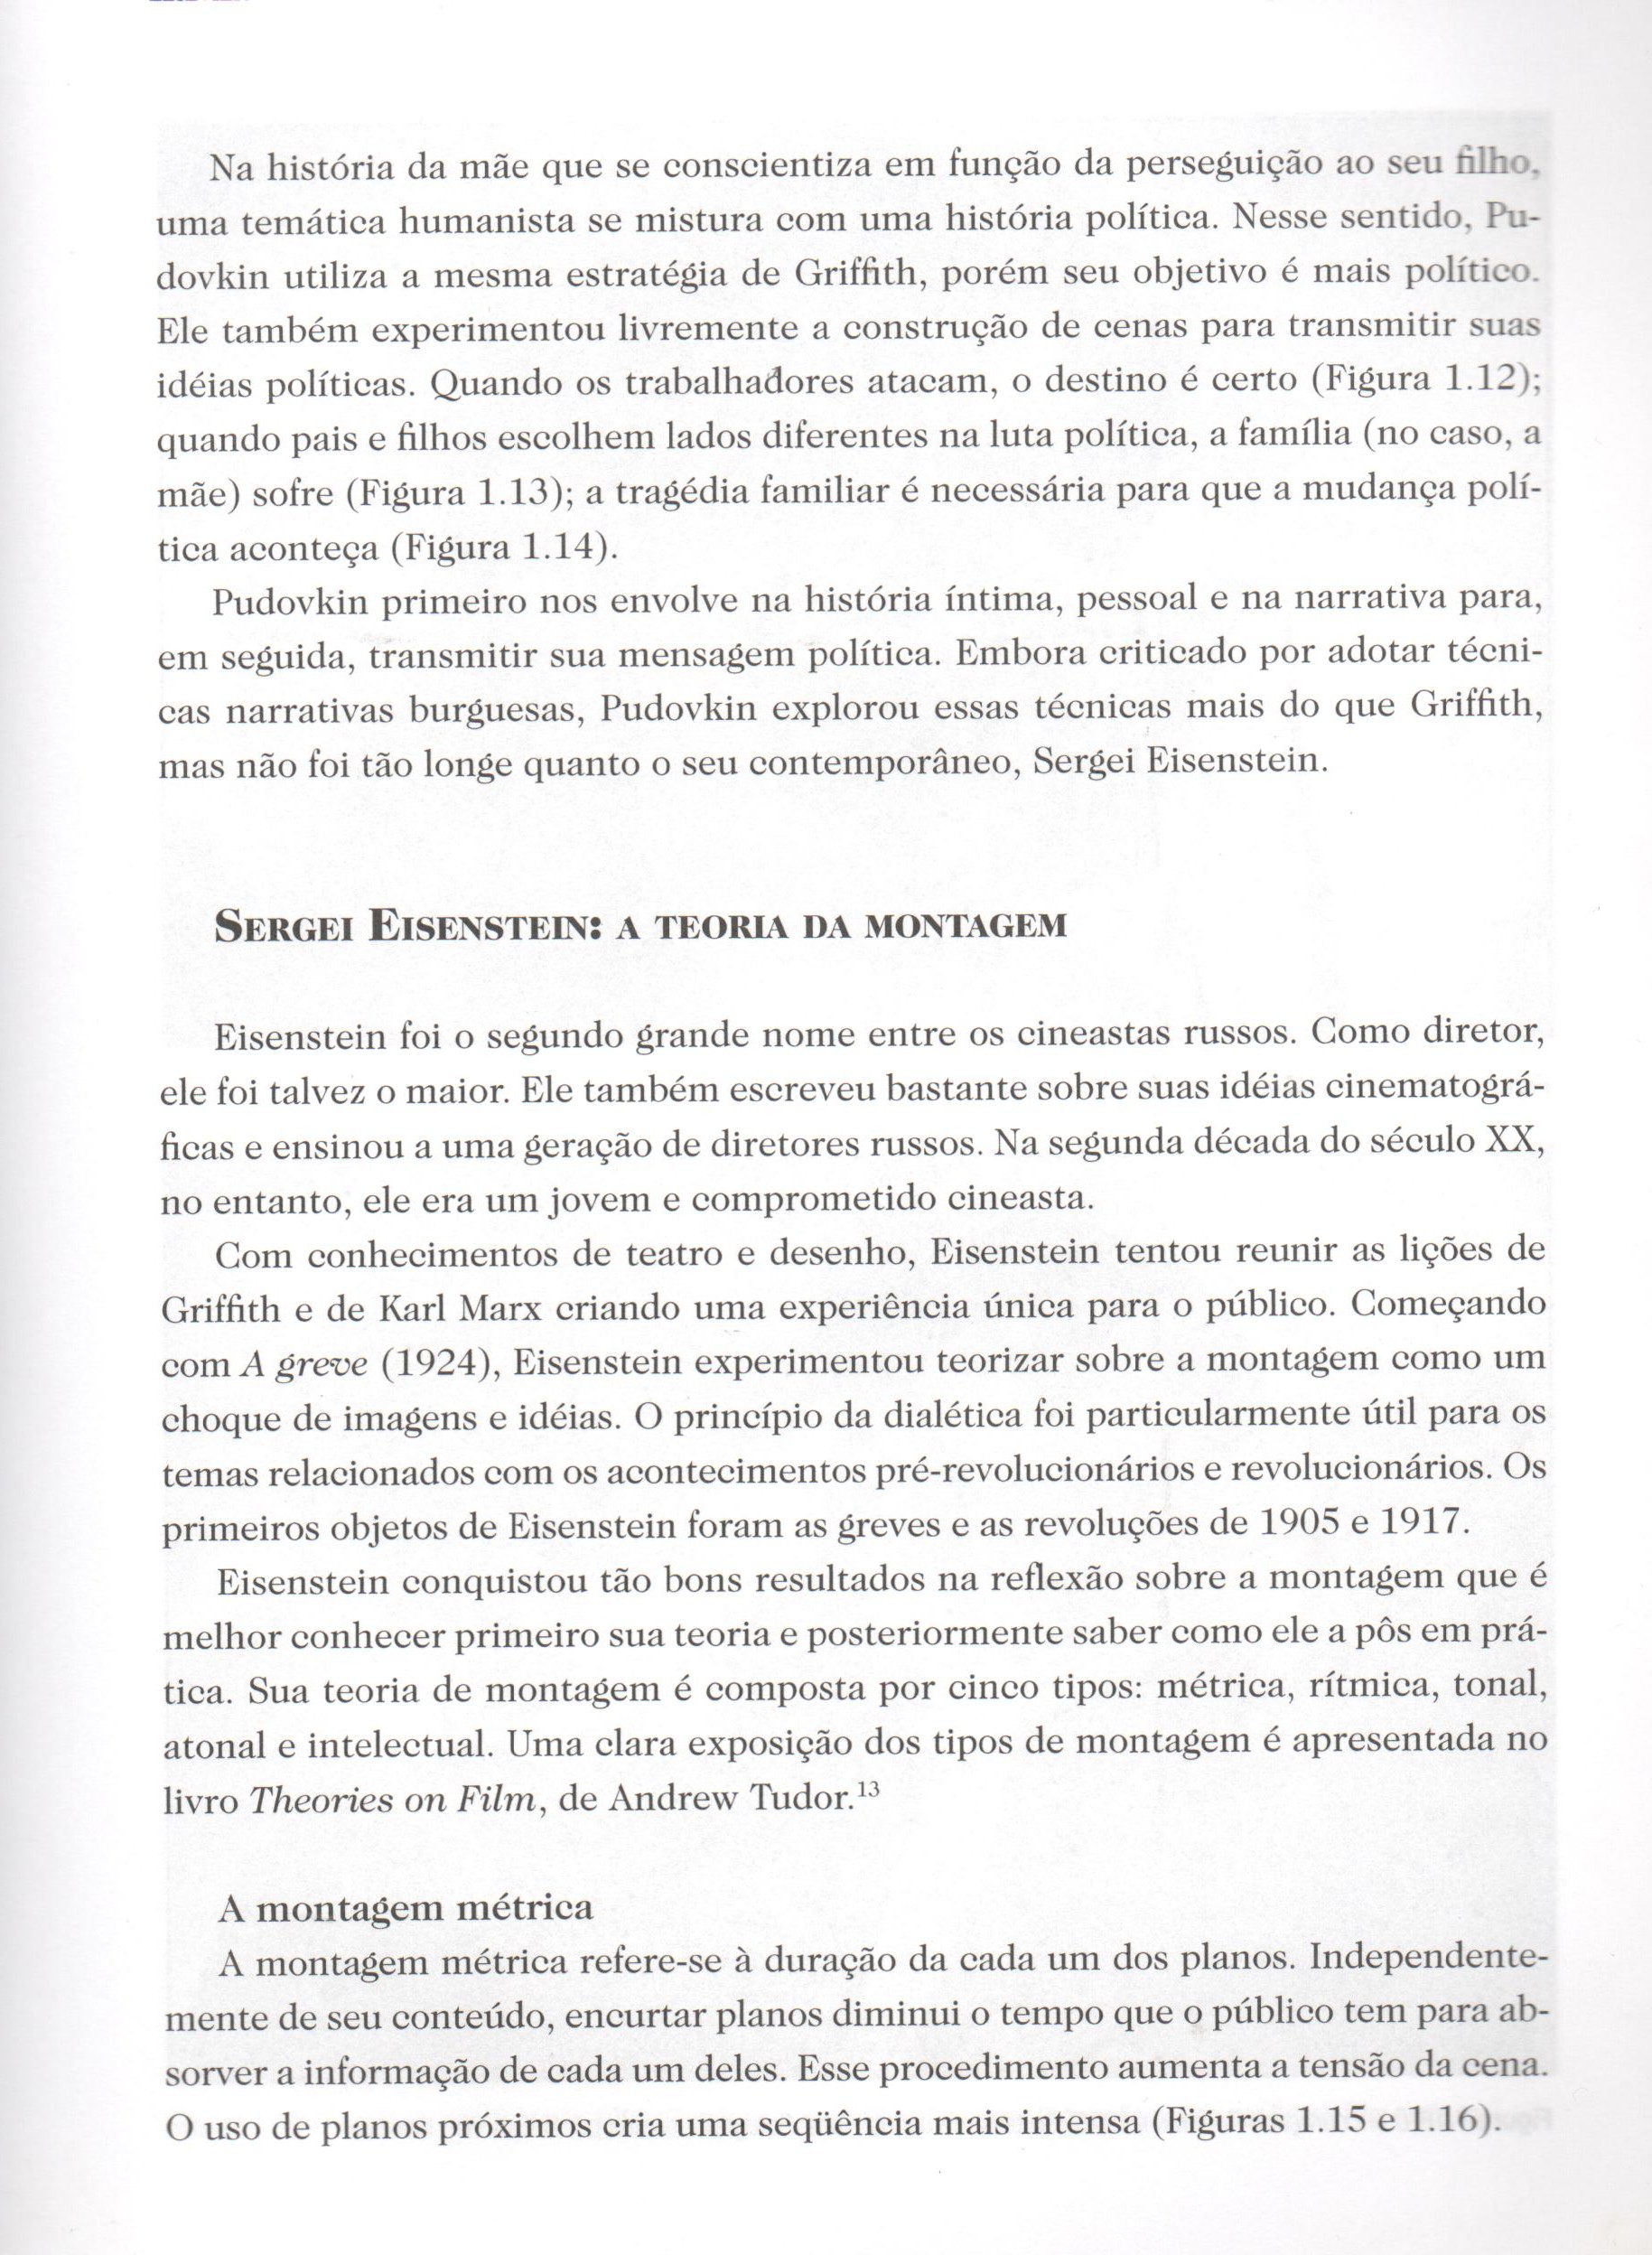 Na história da mãe que se conscientiza em função da perseguição ao seu filho,
uma temática humanista se mistura com uma história política. Nesse sentido, Pu-
dovkin utiliza a mesma estratégia de Griffith, porém seu objetivo é mais político.
Ele também experimentou livremente a construção de cenas para transmitir suas
idéias políticas. Quando os trabalhadores atacam, o destino é certo (Figura 1.12);
quando pais e filhos escolhem lados diferentes na luta política, a família (no caso, a
mãe) sofre (Figura 1.13); a tragédia familiar é necessária para que a mudança polí-
tica aconteça (Figura 1.14).
Pudovkin primeiro nos envolve na história íntima, pessoal e na narrativa para,
em seguida, transmitir sua mensagem política. Embora criticado por adotar técni-
cas narrativas burguesas, Pudovkin explorou essas técnicas mais do que Griffith,
mas não foi tão longe quanto o seu contemporâneo, Sergei Eisenstein.
SERGEI EISENSTEIN: A TEORIA DA MONTAGEM
Eisenstein foi o segundo grande nome entre os cineastas russos. Como diretor,
ele foi talvez o maior. Ele também escreveu bastante sobre suas idéias cinematográ-
ficas e ensinou a uma geração de diretores russos. Na segunda década do século XX,
no entanto, ele era um jovem e comprometido cineasta.
Com conhecimentos de teatro e desenho, Eisenstein tentou reunir as lições de
Griffith e de Karl Marx criando uma experiência única para o público. Começando
com A greve (1924), Eisenstein experimentou teorizar sobre a montagem como um
choque de imagens e idéias. O princípio da dialética foi particularmente útil para os
temas relacionados com os acontecimentos pré-revolucionários e revolucionários. Os
primeiros objetos de Eisenstein foram as greves e as revoluções de 1905 e 1917.
Eisenstein conquistou tão bons resultados na reflexão sobre a montagem que é
melhor conhecer primeiro sua teoria e posteriormente saber como ele a pôs em prá-
tica. Sua teoria de montagem é composta por cinco tipos: métrica, rítmica, tonal,
atonal e intelectual. Uma clara exposição dos tipos de montagem é apresentada no
livro Theories on Film, de Andrew Tudor.¹³
A montagem métrica
A montagem métrica refere-se à duração da cada um dos planos. Independente-
mente de seu conteúdo, encurtar planos diminui o tempo que o público tem para ab-
sorver a informação de cada um deles. Esse procedimento aumenta a tensão da cena.
O uso de planos próximos cria uma seqüência mais intensa (Figuras 1.15 e 1.16).